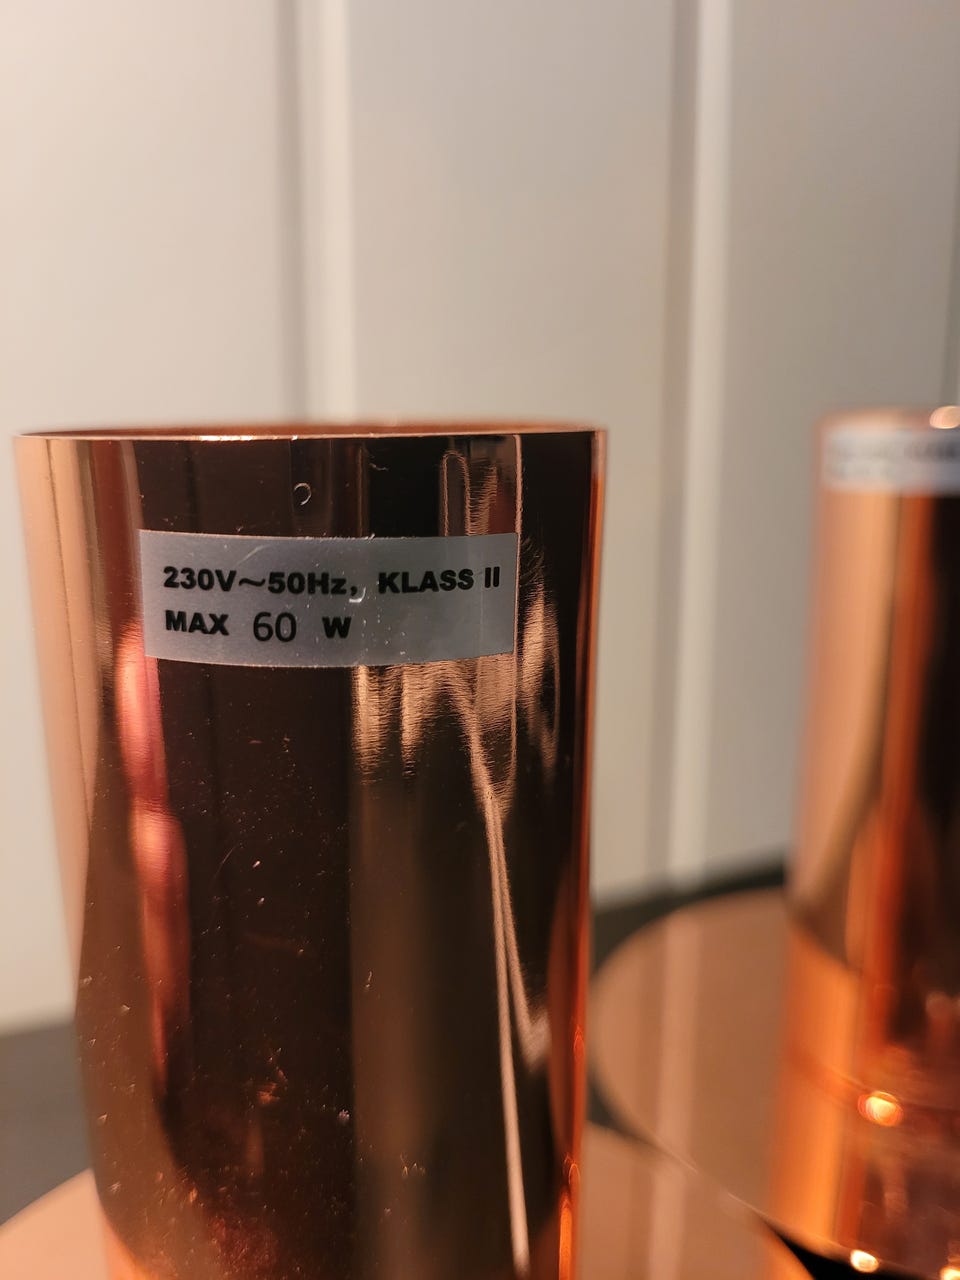 230V～50Hz, KLASS II
MAX 60 W